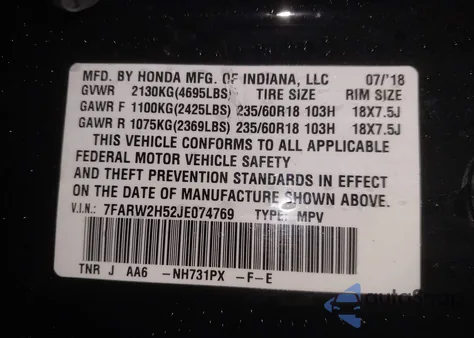 MFD. BY HONDA MFG. OF INDIANA, LLC 07/'18
GVWR 2130KG(4695LBS) TIRE SIZE RIM SIZE
GAWR F 1100KG(2425LBS) 235/60R18 103H 18X7.5J
GAWR R 1075KG(2369LBS) 235/60R18 103H 18X7.5J
THIS VEHICLE CONFORMS TO ALL APPLICABLE
FEDERAL MOTOR VEHICLE SAFETY
AND THEFT PREVENTION STANDARDS IN EFFECT
ON THE DATE OF MANUFACTURE SHOWN ABOVE.
V.I.N.: 7FARW2H52JE074769 TYPE: MPV
TNR J AA6 -NH731PX -F-E